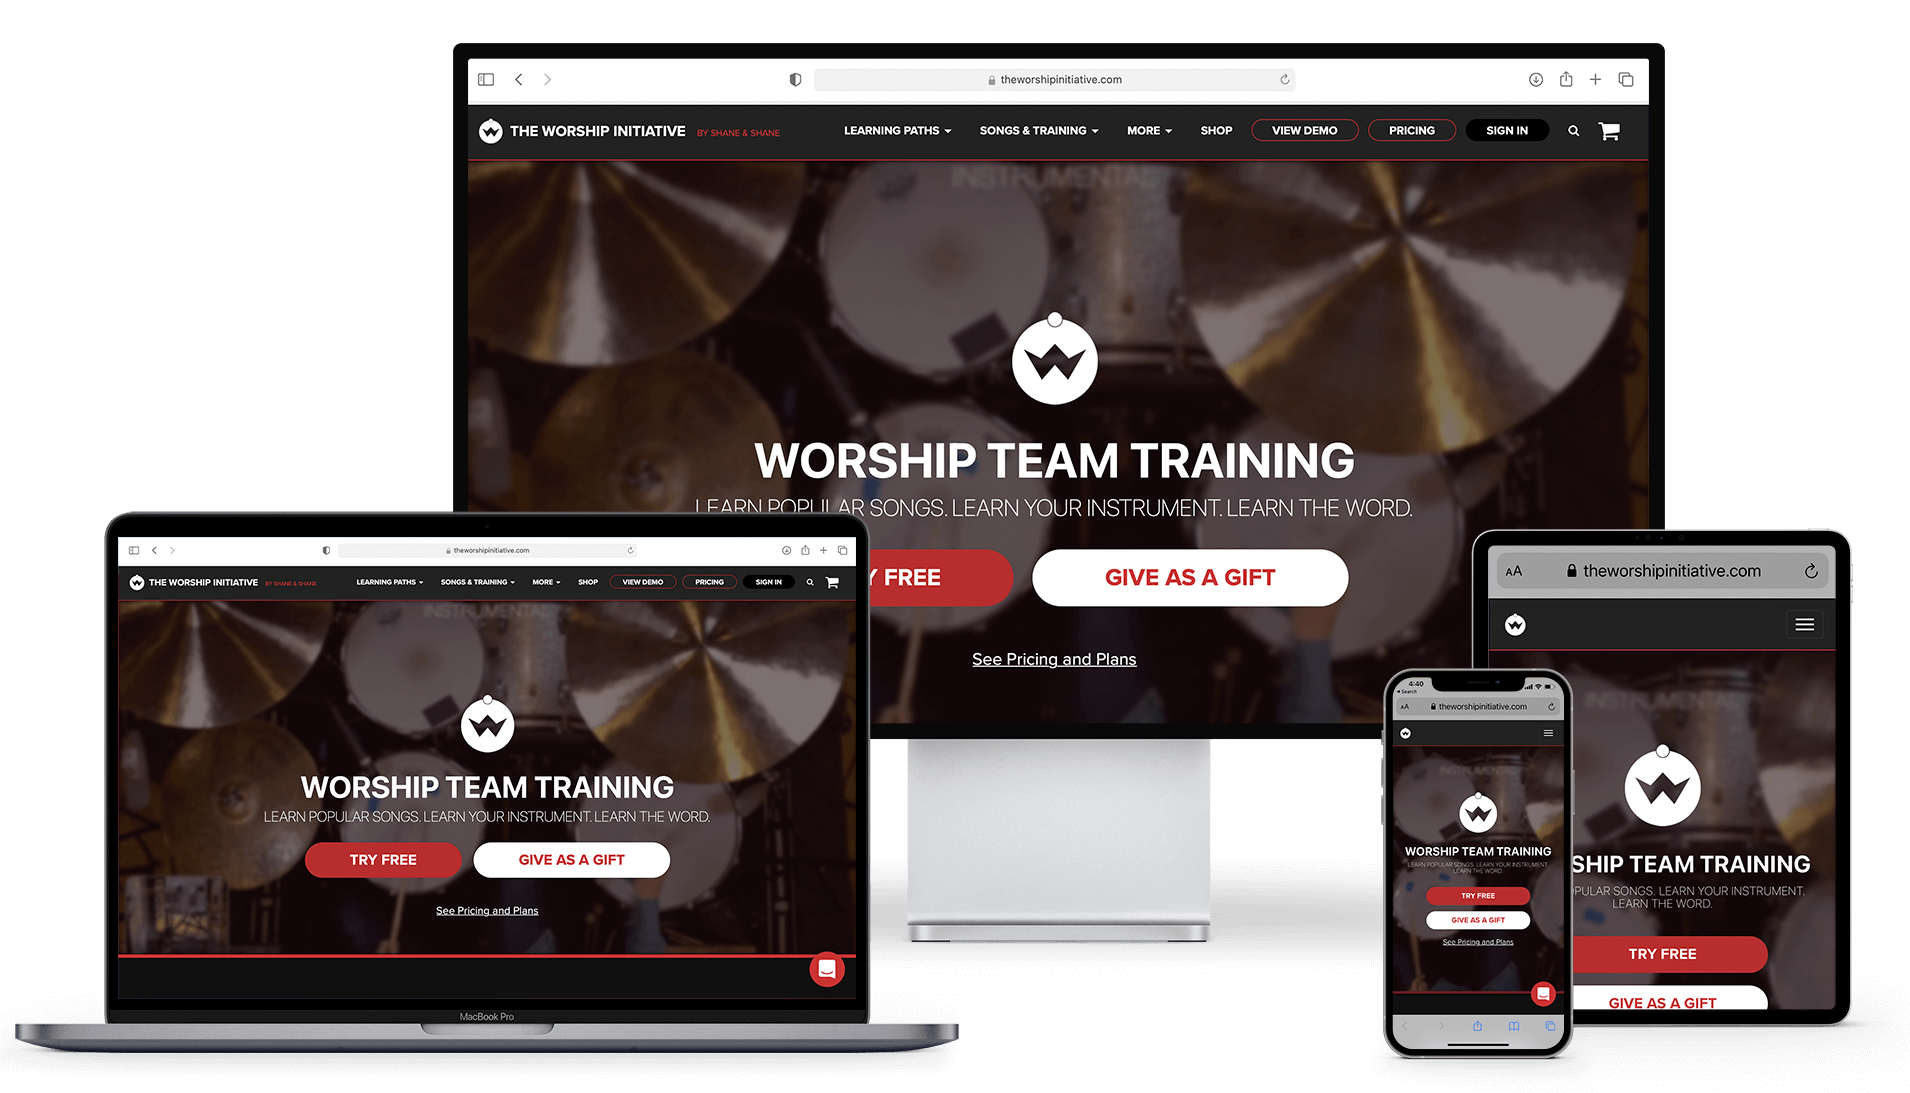 theworshipinitiative.com
THE WORSHIP INITIATIVE BY SHANE & SHANE LEARNING PATHS SONGS & TRAINING MORE SHOP VIEW DEMO PRICING SIGN IN
INSTRUMENTAL
WORSHIP TEAM TRAINING
LEARN POPULAR SONGS. LEARN YOUR INSTRUMENT. LEARN THE WORD.
Y FREE GIVE AS A GIFT
See Pricing and Plans
theworshipinitiative.com
THE WORSHIP INITIATIVE BY SHANE & SHANE LEARNING PATHS SONGS & TRAINING MORE SHOP VIEW DEMO PRICING SIGN IN
INSTRUMENTAL
WORSHIP TEAM TRAINING
LEARN POPULAR SONGS. LEARN YOUR INSTRUMENT. LEARN THE WORD.
TRY FREE GIVE AS A GIFT
See Pricing and Plans
MacBook Pro
4:40
Search
AA theworshipinitiative.com
INSTRUMENTAL
WORSHIP TEAM TRAINING
LEARN POPULAR SONGS. LEARN YOUR INSTRUMENT.
LEARN THE WORD.
TRY FREE
GIVE AS A GIFT
See Pricing and Plans
AA theworshipinitiative.com
INSTRUMENTAL
SHIP TEAM TRAINING
PULAR SONGS. LEARN YOUR INSTRUMENT.
LEARN THE WORD.
TRY FREE
GIVE AS A GIFT